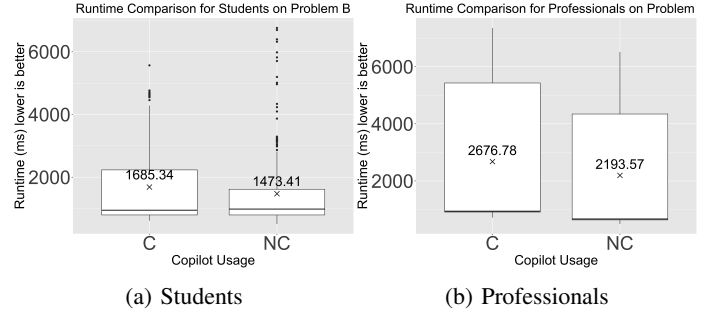 Runtime Comparison for Students on Problem B
Runtime (ms) lower is better
6000
4000
2000
1685.34
1473.41
C
NC
Copilot Usage
(a) Students
Runtime Comparison for Professionals on Problem
Runtime (ms) lower is better
6000
4000
2000
2676.78
2193.57
C
NC
Copilot Usage
(b) Professionals